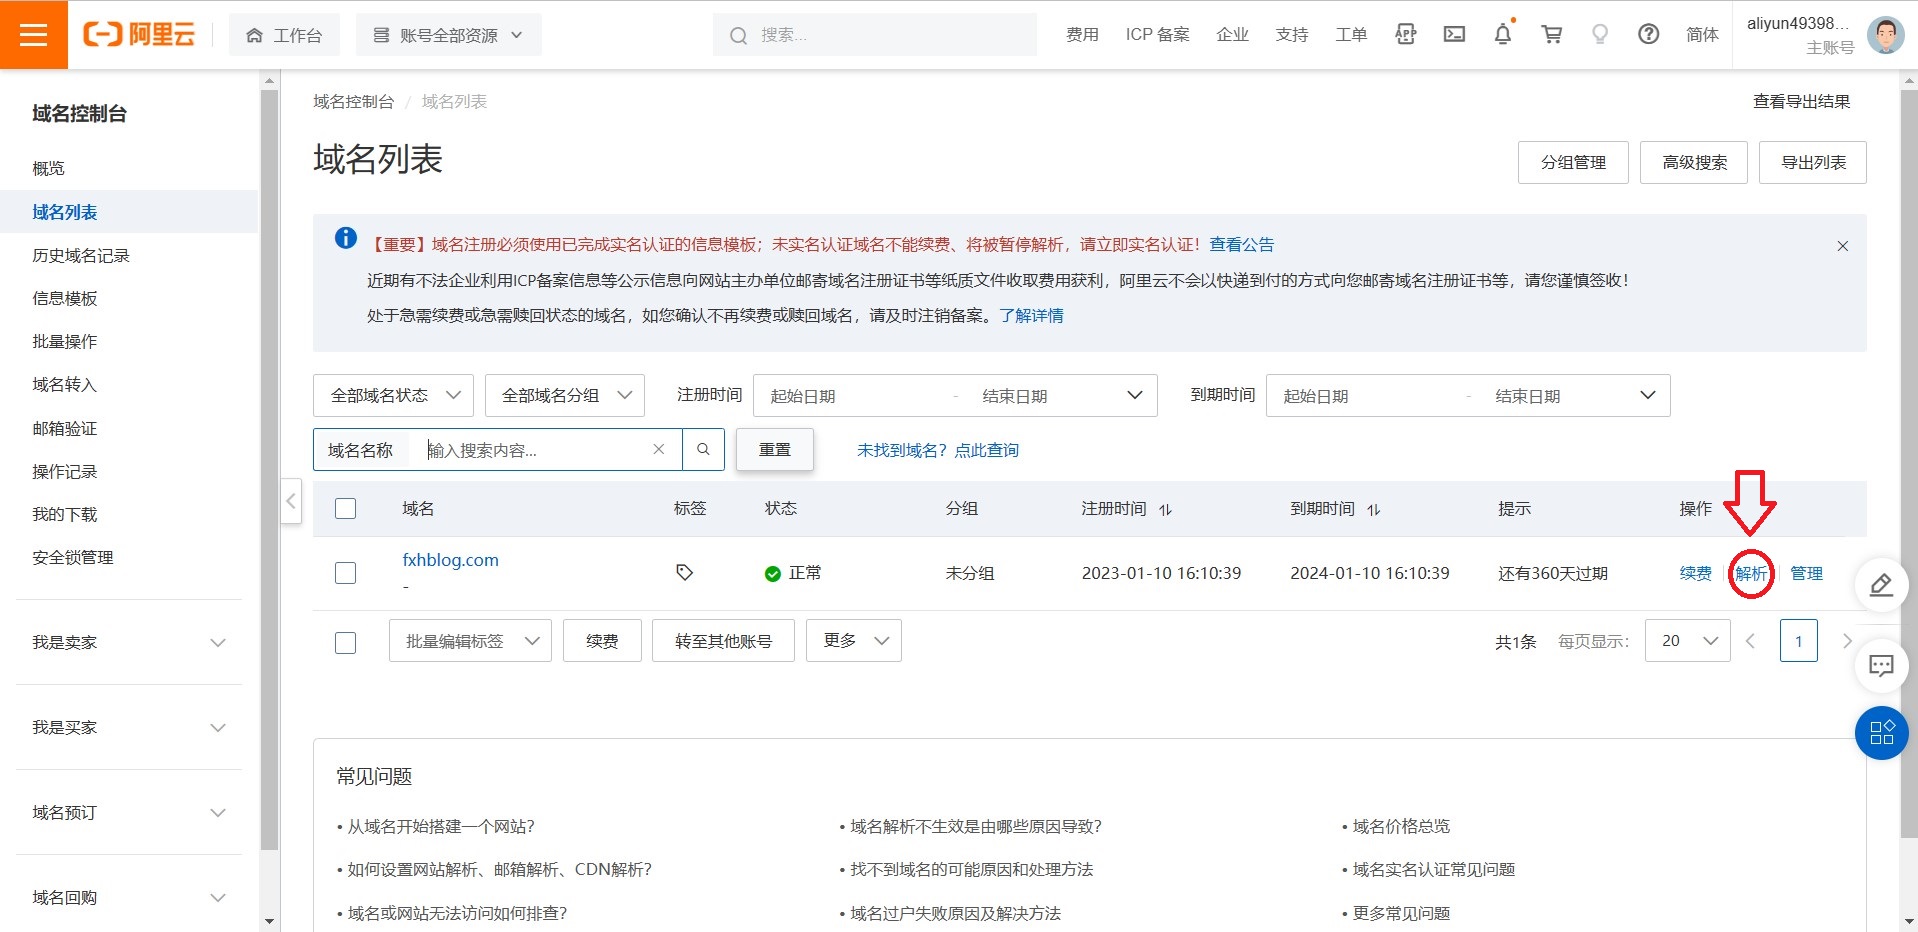 阿里云
工作台
账号全部资源
搜索...
费用
ICP 备案
企业
支持
工单
APP
简体
aliyun49398...
主账号
域名控制台
概览
域名列表
历史域名记录
信息模板
批量操作
域名转入
邮箱验证
操作记录
我的下载
安全锁管理
我是卖家
我是买家
域名预订
域名回购
域名控制台 / 域名列表
查看导出结果
域名列表
分组管理
高级搜索
导出列表
【重要】域名注册必须使用已完成实名认证的信息模板；未实名认证域名不能续费、将被暂停解析，请立即实名认证！查看公告
近期有不法企业利用ICP备案信息等公示信息向网站主办单位邮寄域名注册证书等纸质文件收取费用获利，阿里云不会以快递到付的方式向您邮寄域名注册证书等，请您谨慎签收！
处于急需续费或急需赎回状态的域名，如您确认不再续费或赎回域名，请及时注销备案。了解详情
全部域名状态
全部域名分组
注册时间
起始日期 - 结束日期
到期时间
起始日期 - 结束日期
域名名称
输入搜索内容...
重置
未找到域名？点此查询
域名 标签 状态 分组 注册时间 到期时间 提示 操作
fxhblog.com
-
正常 未分组 2023-01-10 16:10:39 2024-01-10 16:10:39 还有360天过期 续费 解析 管理
批量编辑标签
续费
转至其他账号
更多
共1条 每页显示： 20 1
常见问题
• 从域名开始搭建一个网站？
• 域名解析不生效是由哪些原因导致？
• 域名价格总览
• 如何设置网站解析、邮箱解析、CDN解析？
• 找不到域名的可能原因和处理方法
• 域名实名认证常见问题
• 域名或网站无法访问如何排查？
• 域名过户失败原因及解决方法
• 更多常见问题